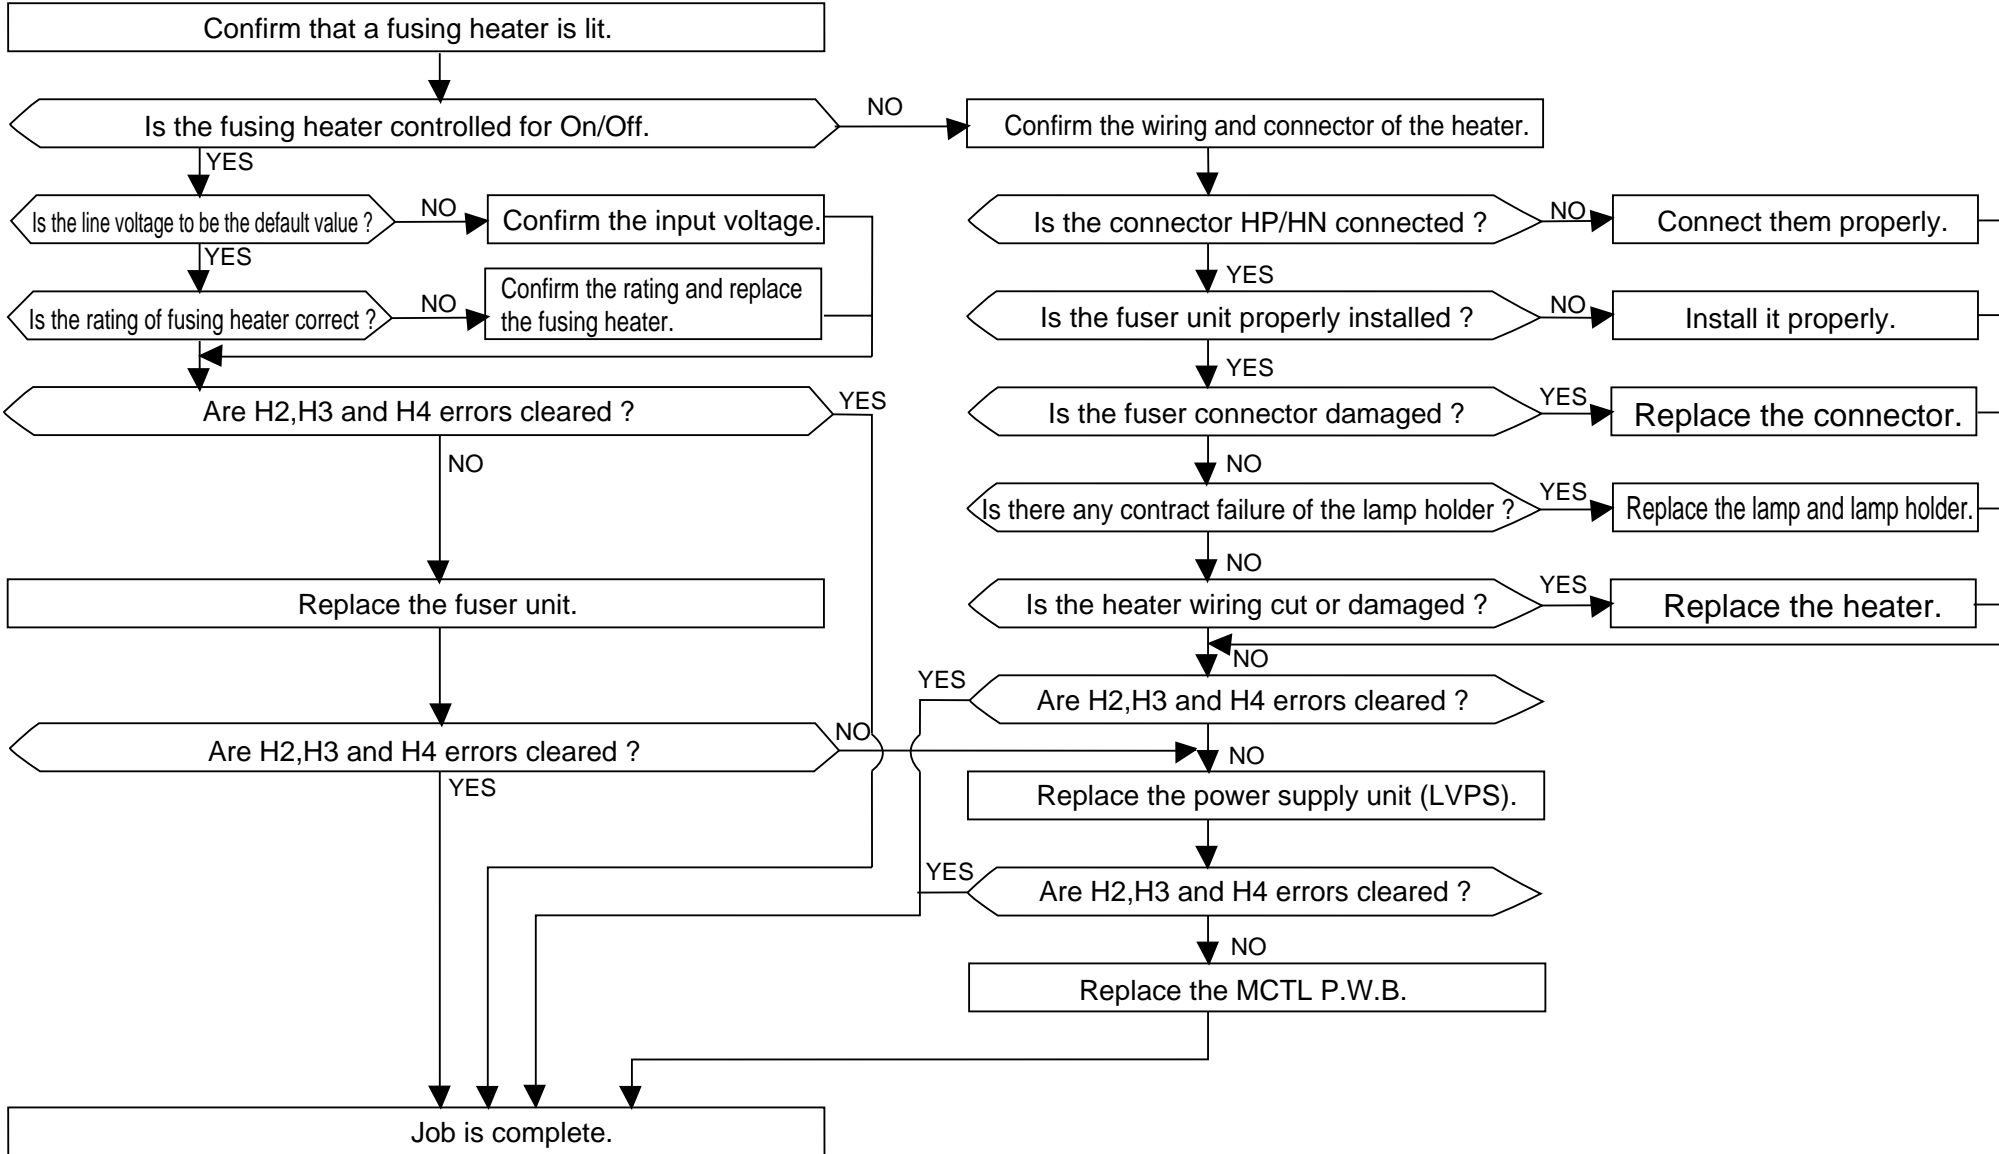 Confirm that a fusing heater is lit.
Is the fusing heater controlled for On/Off.
NO
Confirm the wiring and connector of the heater.
YES
Is the line voltage to be the default value ?
NO
Confirm the input voltage.
YES
Is the rating of fusing heater correct ?
NO
Confirm the rating and replace
the fusing heater.
Are H2,H3 and H4 errors cleared ?
YES
NO
Replace the fuser unit.
Are H2,H3 and H4 errors cleared ?
NO
YES
Is the connector HP/HN connected ?
NO
Connect them properly.
YES
Is the fuser unit properly installed ?
NO
Install it properly.
YES
Is the fuser connector damaged ?
YES
Replace the connector.
NO
Is there any contract failure of the lamp holder ?
YES
Replace the lamp and lamp holder.
NO
Is the heater wiring cut or damaged ?
YES
Replace the heater.
NO
YES
Are H2,H3 and H4 errors cleared ?
NO
Replace the power supply unit (LVPS).
YES
Are H2,H3 and H4 errors cleared ?
NO
Replace the MCTL P.W.B.
Job is complete.